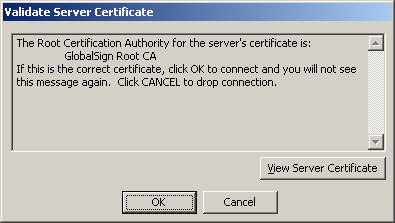 Validate Server Certificate
The Root Certification Authority for the server's certificate is:
GlobalSign Root CA
If this is the correct certificate, click OK to connect and you will not see
this message again.  Click CANCEL to drop connection.
View Server Certificate
OK
Cancel